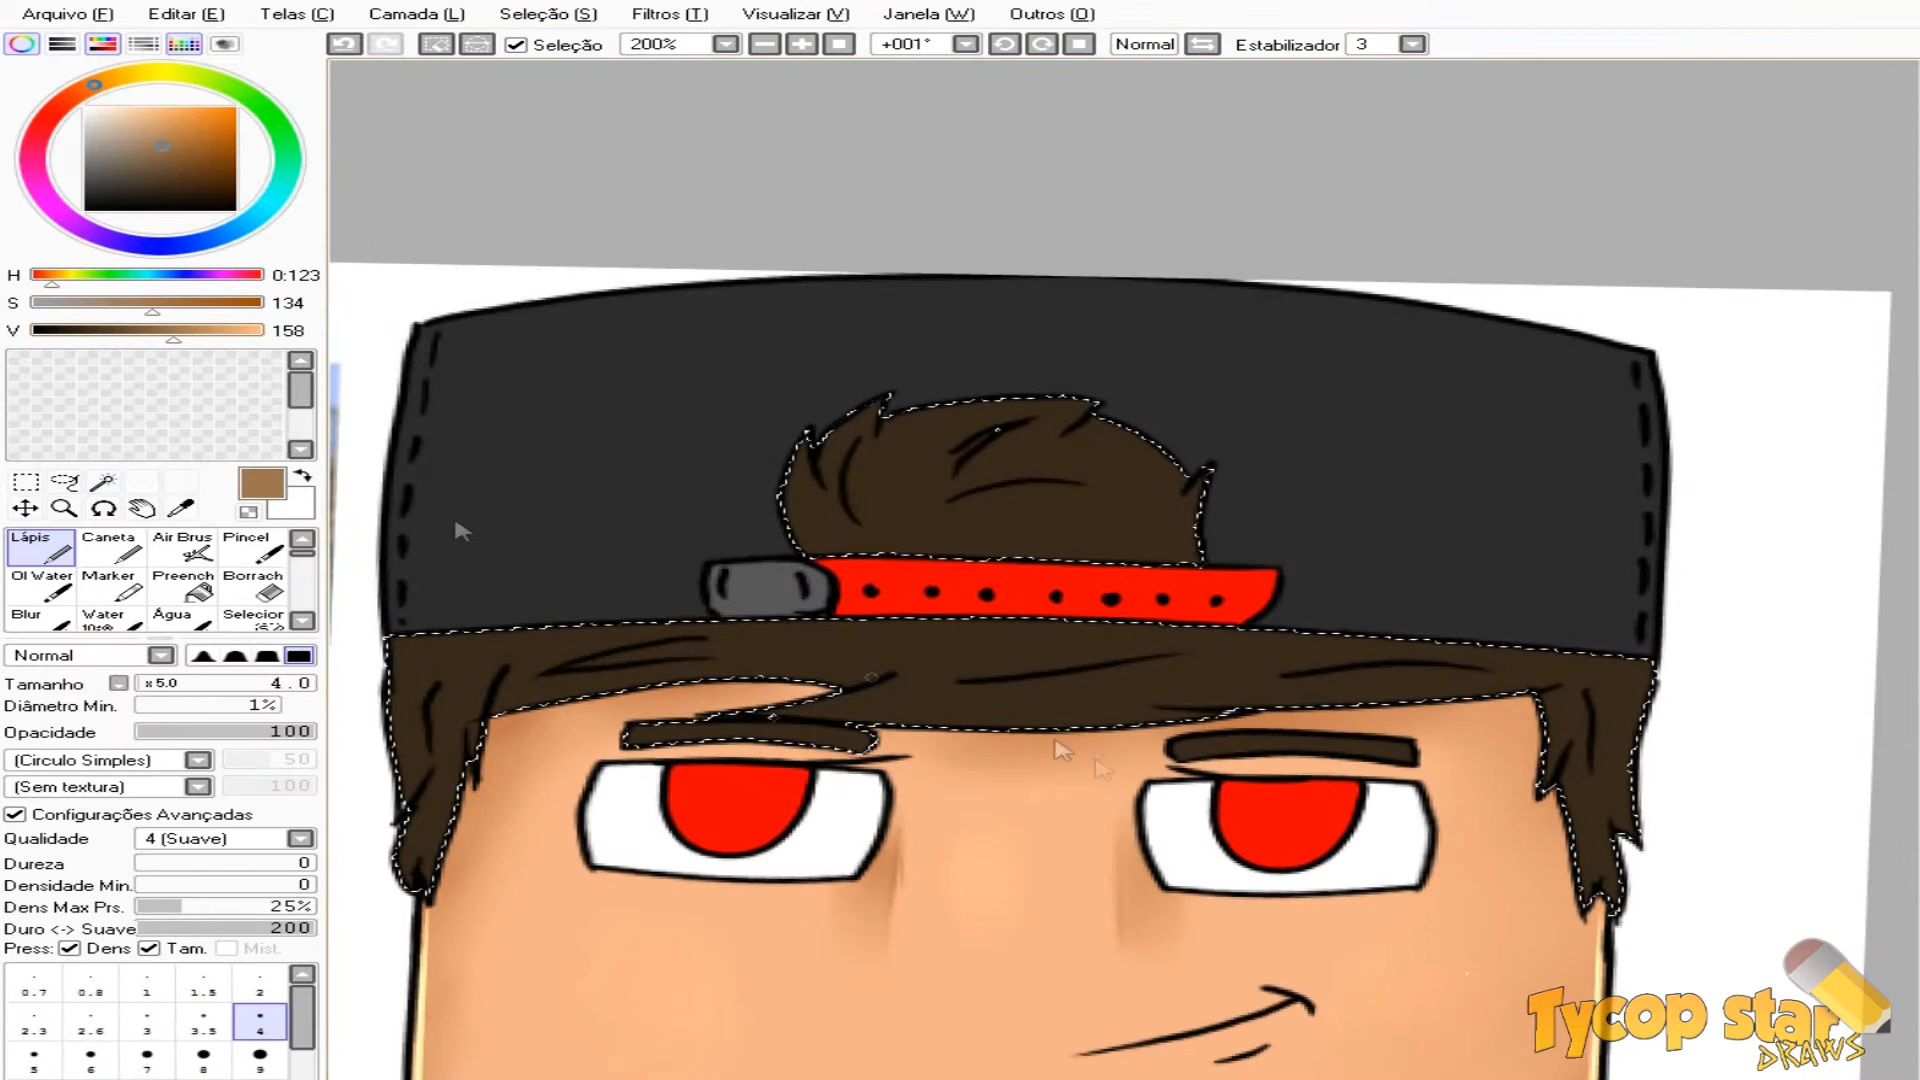 Arquivo (F) Editar (E) Telas (C) Camada (L) Seleção (S) Filtros (T) Visualizar (V) Janela (W) Outros (O)
Seleção 200% +001° Normal Estabilizador 3
H 0:123
S 134
V 158
Lápis Caneta Air Brus Pincel
Ol Water Marker Preench Borrach
Blur Water Água Selecior
Normal
Tamanho x 5.0 4.0
Diâmetro Min. 1%
Opacidade 100
(Circulo Simples) 50
(Sem textura) 100
Configurações Avançadas
Qualidade 4 (Suave)
Dureza 0
Densidade Min. 0
Dens Max Prs. 25%
Duro <-> Suave 200
Press: Dens Tam. Mist.
0.7 0.8 1 1.5 2
2.3 2.6 3 3.5 4
5 6 7 8 9
Tycop star
DRAWS